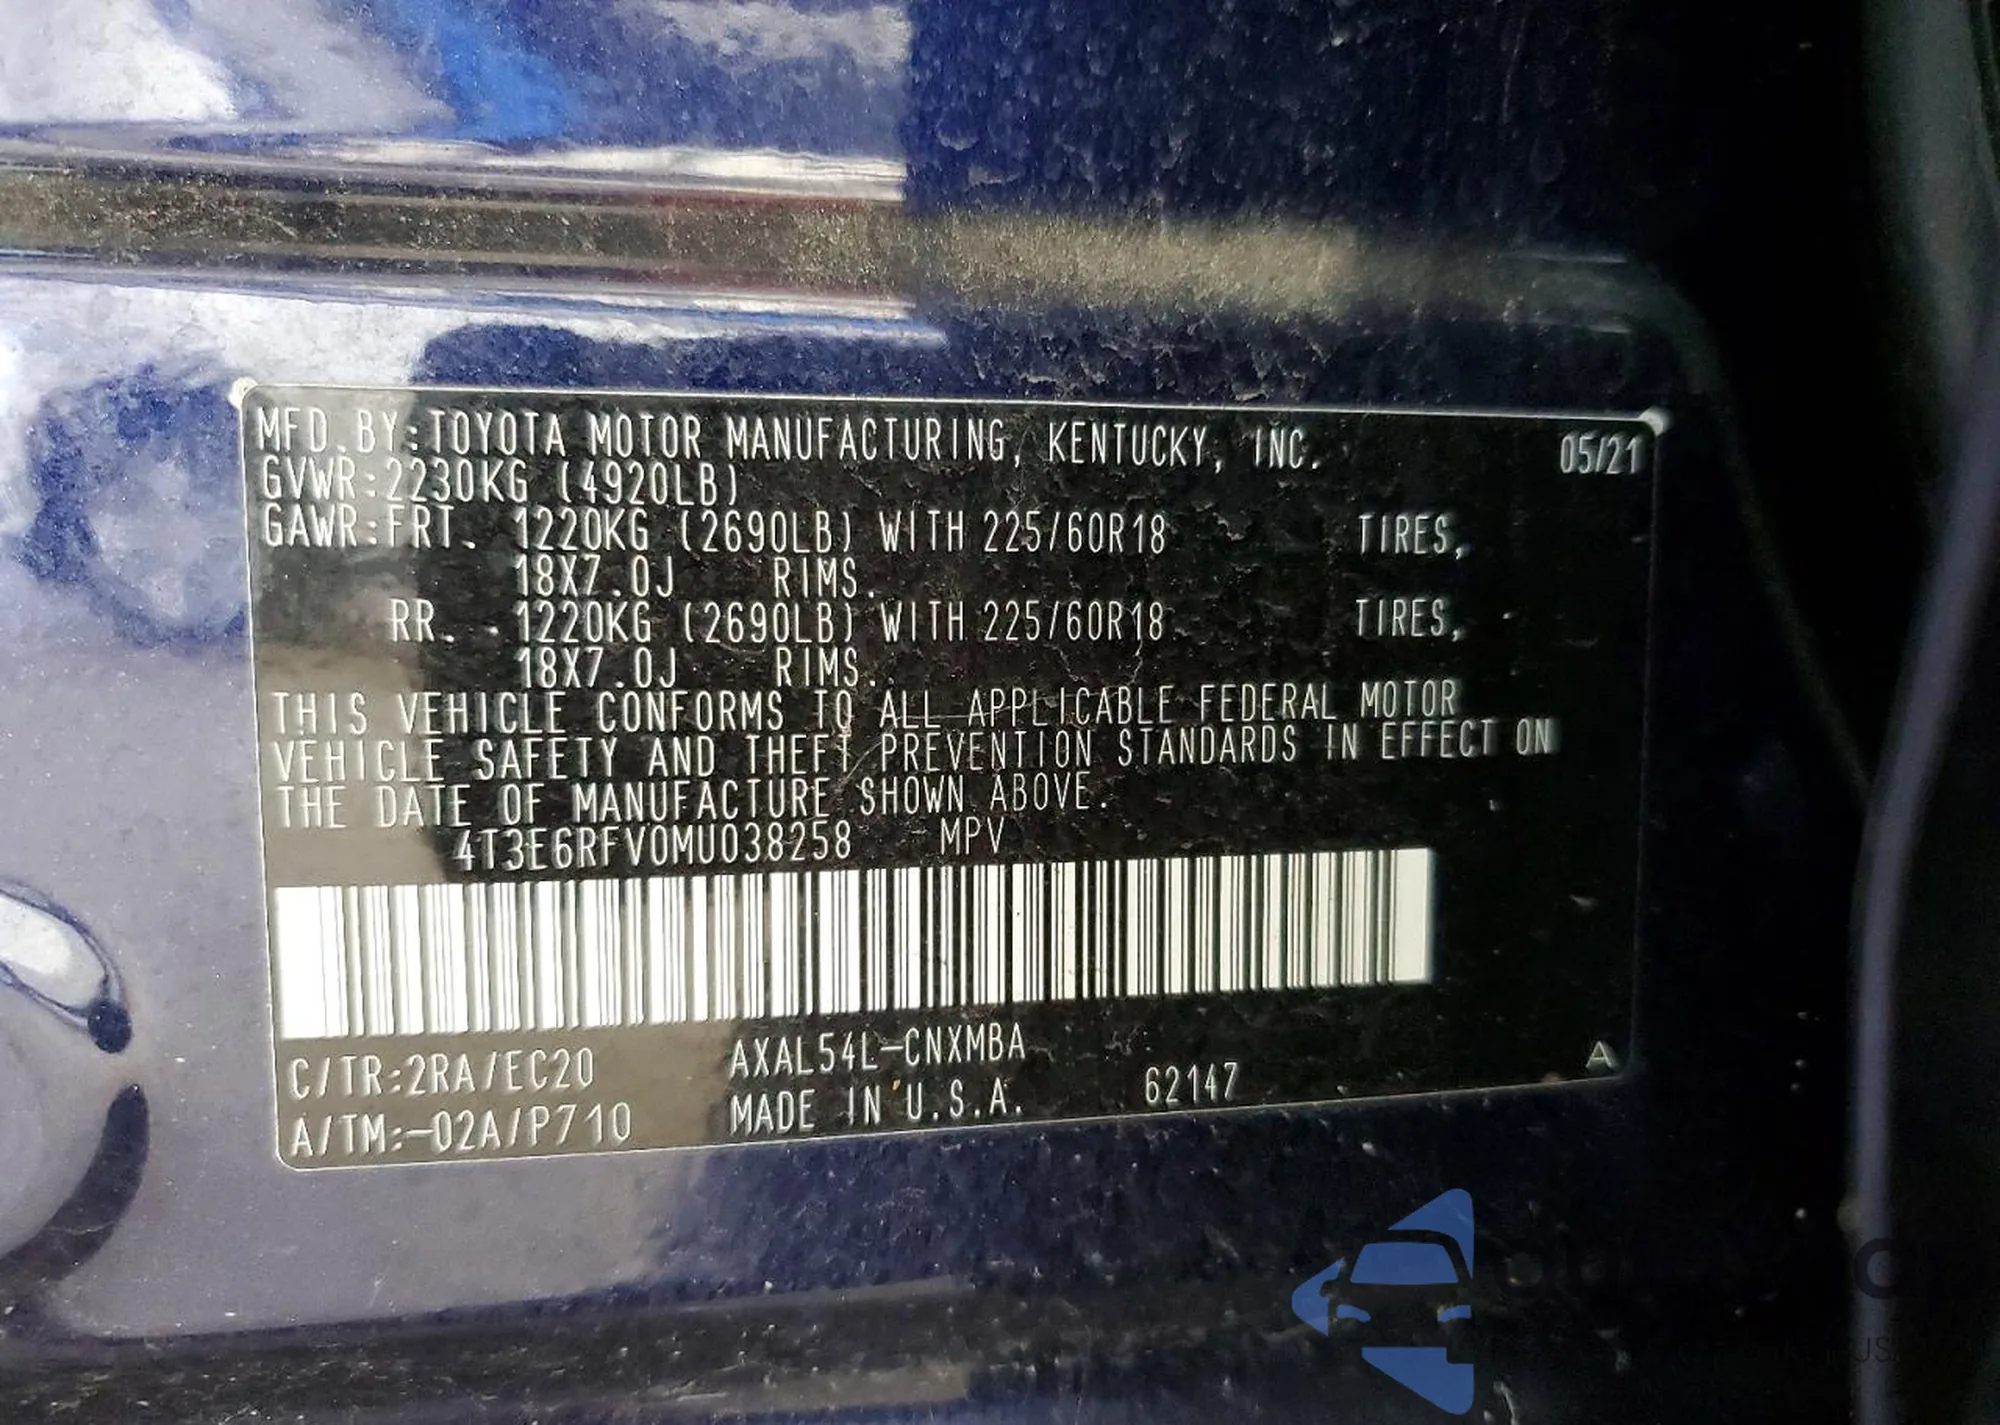 MFD. BY:TOYOTA MOTOR MANUFACTURING, KENTUCKY, INC. 05/21
GVWR:2230KG (4920LB)
GAWR:FRT. 1220KG (2690LB) WITH 225/60R18 TIRES,
18X7.0J RIMS.
RR. 1220KG (2690LB) WITH 225/60R18 TIRES,
18X7.0J RIMS.
THIS VEHICLE CONFORMS TO ALL APPLICABLE FEDERAL MOTOR
VEHICLE SAFETY AND THEFT PREVENTION STANDARDS IN EFFECT ON
THE DATE OF MANUFACTURE SHOWN ABOVE.
4T3E6RFV0MU038258 MPV
C/TR:2RA/EC20 AXAL54L-CNXMBA A
A/TM:-02A/P710 MADE IN U.S.A. 62147